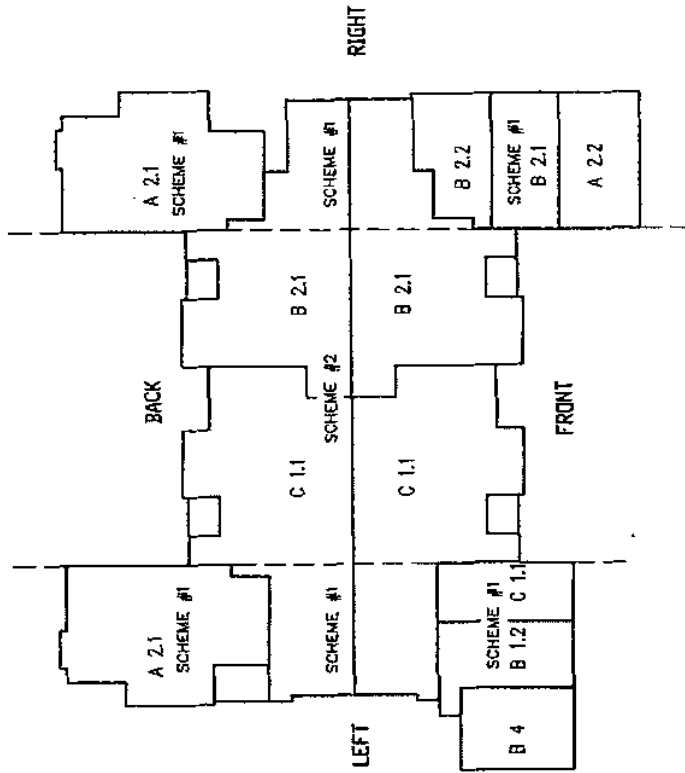 A 2.1
SCHEME #1
BACK
A 2.1
SCHEME #1
C 1.1
B 2.1
SCHEME #1
SCHEME #2
SCHEME #1
LEFT
RIGHT
C 1.1
B 2.1
B 2.2
SCHEME #1
B 4
B 1.2
C 1.1
SCHEME #1
B 2.1
FRONT
A 2.2